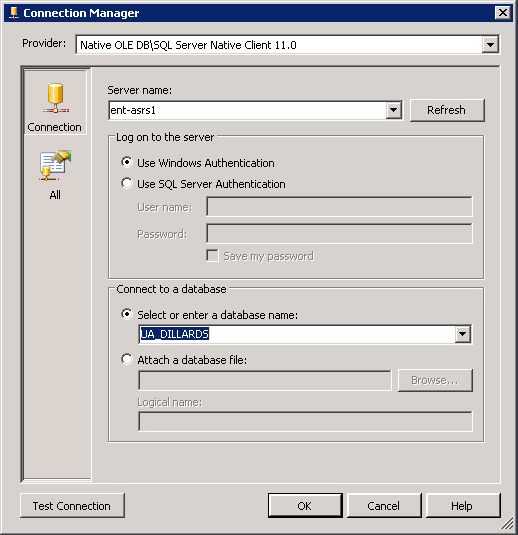 Connection Manager
Provider: Native OLE DB\SQL Server Native Client 11.0
Connection
All
Server name:
ent-asrs1 Refresh
Log on to the server
Use Windows Authentication
Use SQL Server Authentication
User name:
Password:
Save my password
Connect to a database
Select or enter a database name:
UA_DILLARDS
Attach a database file:
Browse...
Logical name:
Test Connection OK Cancel Help